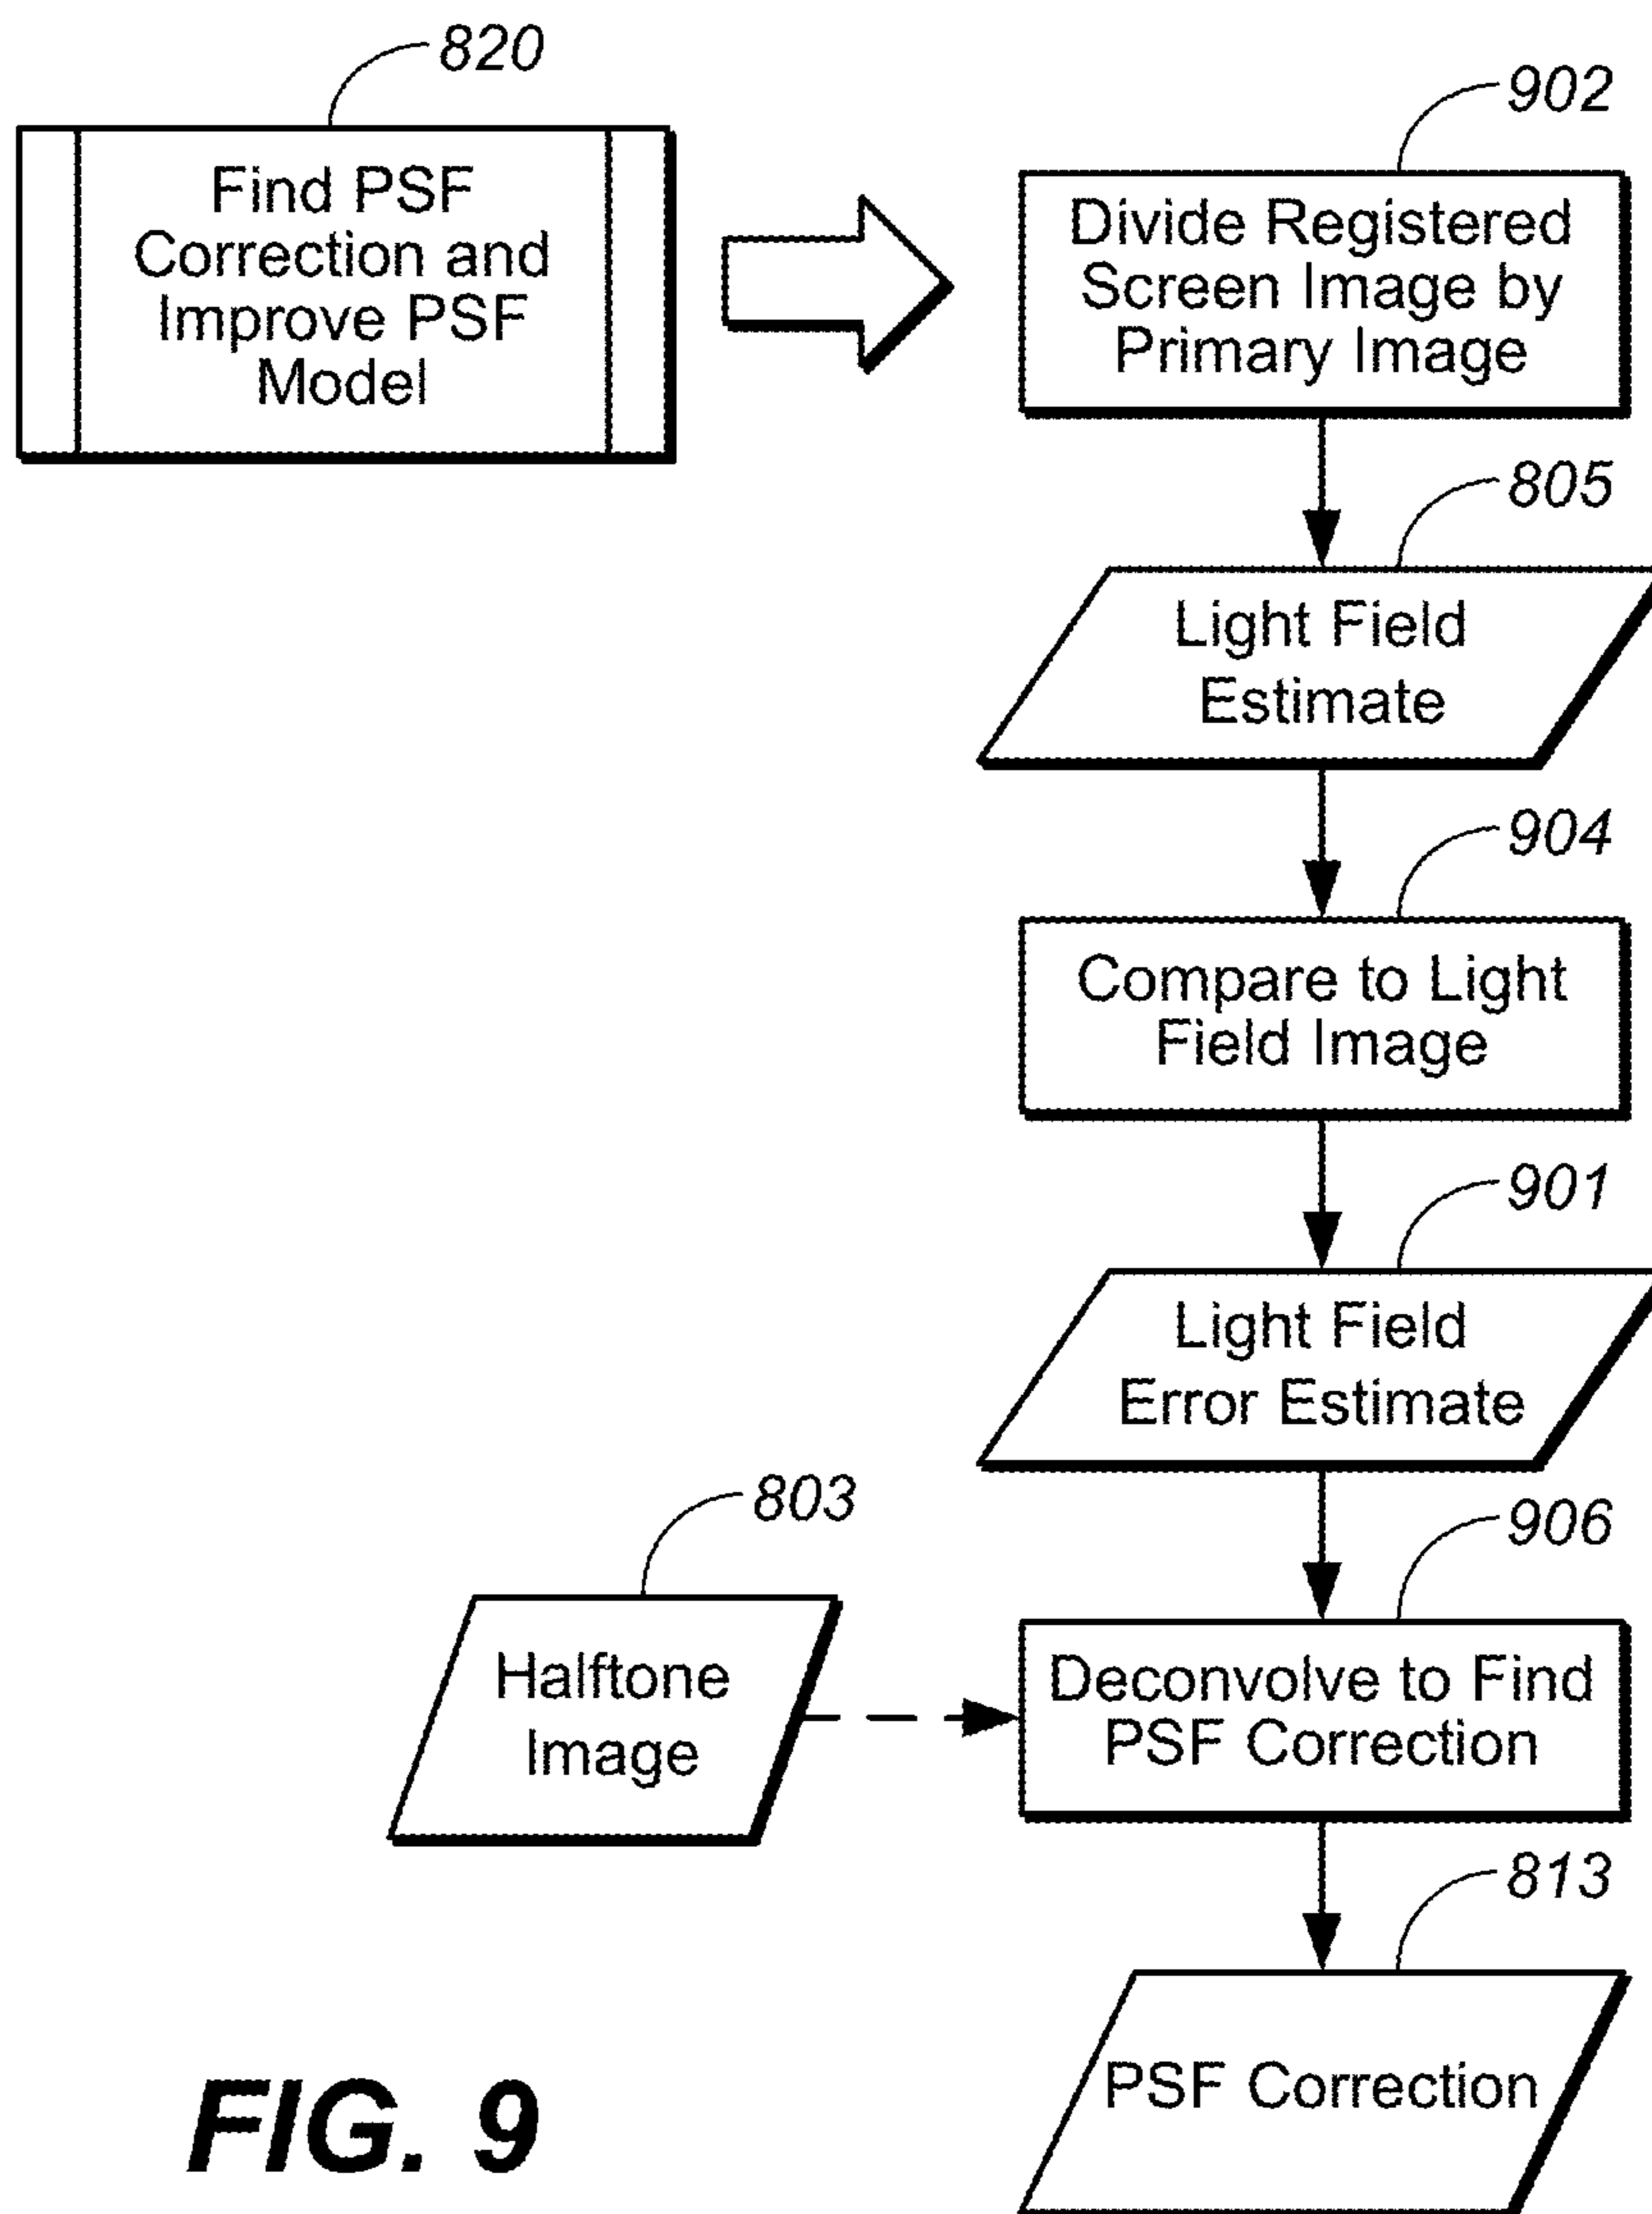 820
Find PSF
Correction and
Improve PSF
Model
902
Divide Registered
Screen Image by
Primary Image
805
Light Field
Estimate
904
Compare to Light
Field Image
901
Light Field
Error Estimate
803
Halftone
Image
906
Deconvolve to Find
PSF Correction
813
PSF Correction
FIG. 9